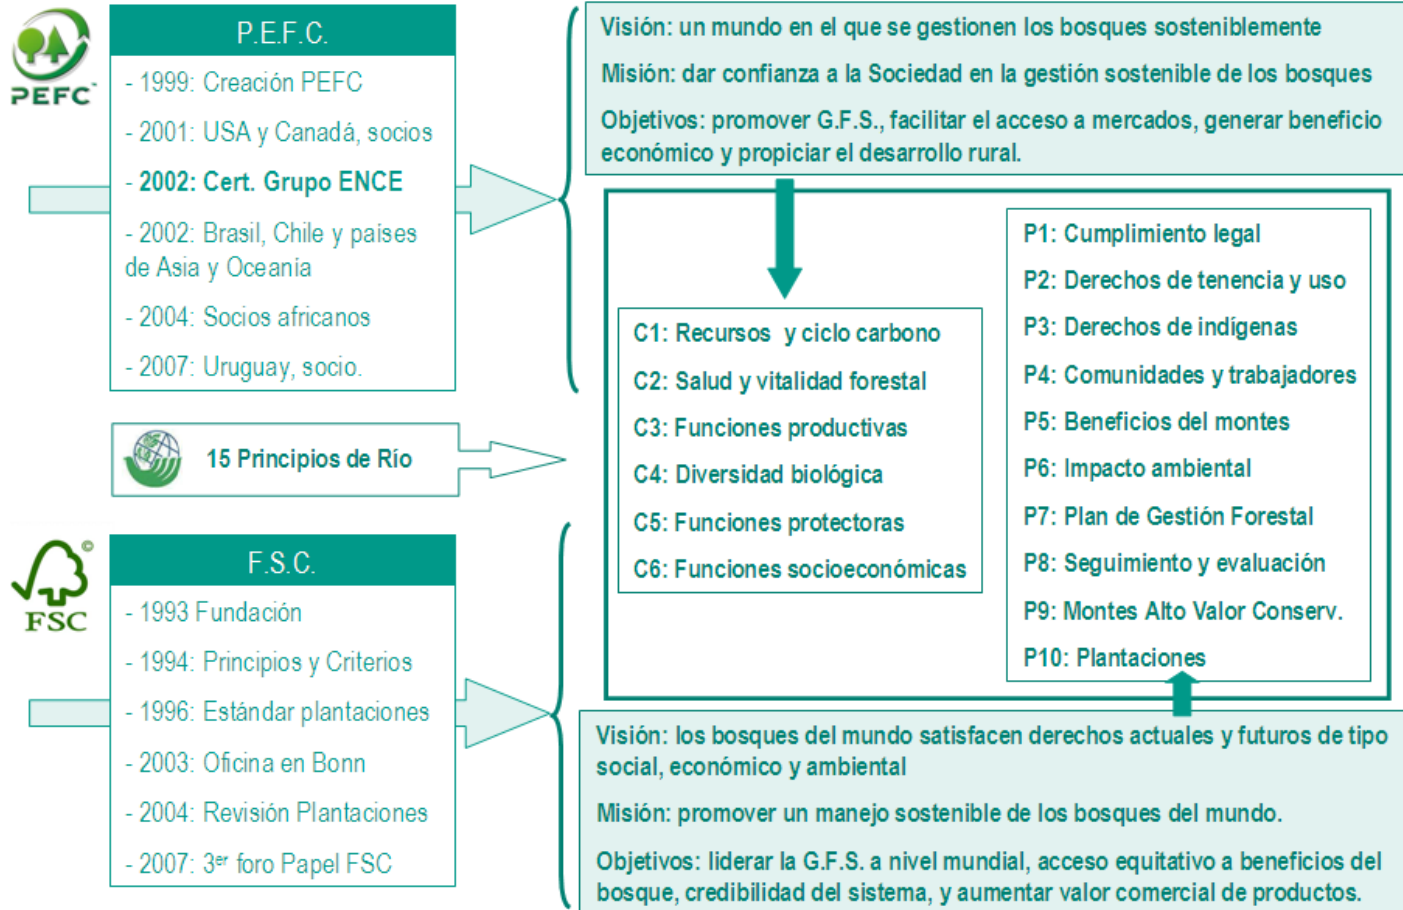 PEFC™
P.E.F.C.
- 1999: Creación PEFC
- 2001: USA y Canadá, socios
- 2002: Cert. Grupo ENCE
- 2002: Brasil, Chile y paises
de Asia y Oceanía
- 2004: Socios africanos
- 2007: Uruguay, socio.
Visión: un mundo en el que se gestionen los bosques sosteniblemente
Misión: dar confianza a la Sociedad en la gestión sostenible de los bosques
Objetivos: promover G.F.S., facilitar el acceso a mercados, generar beneficio
económico y propiciar el desarrollo rural.
15 Principios de Río
C1: Recursos y ciclo carbono
C2: Salud y vitalidad forestal
C3: Funciones productivas
C4: Diversidad biológica
C5: Funciones protectoras
C6: Funciones socioeconómicas
P1: Cumplimiento legal
P2: Derechos de tenencia y uso
P3: Derechos de indígenas
P4: Comunidades y trabajadores
P5: Beneficios del montes
P6: Impacto ambiental
P7: Plan de Gestión Forestal
P8: Seguimiento y evaluación
P9: Montes Alto Valor Conserv.
P10: Plantaciones
©
FSC
F.S.C.
- 1993 Fundación
- 1994: Principios y Criterios
- 1996: Estándar plantaciones
- 2003: Oficina en Bonn
- 2004: Revisión Plantaciones
- 2007: 3er foro Papel FSC
Visión: los bosques del mundo satisfacen derechos actuales y futuros de tipo
social, económico y ambiental
Misión: promover un manejo sostenible de los bosques del mundo.
Objetivos: liderar la G.F.S. a nivel mundial, acceso equitativo a beneficios del
bosque, credibilidad del sistema, y aumentar valor comercial de productos.